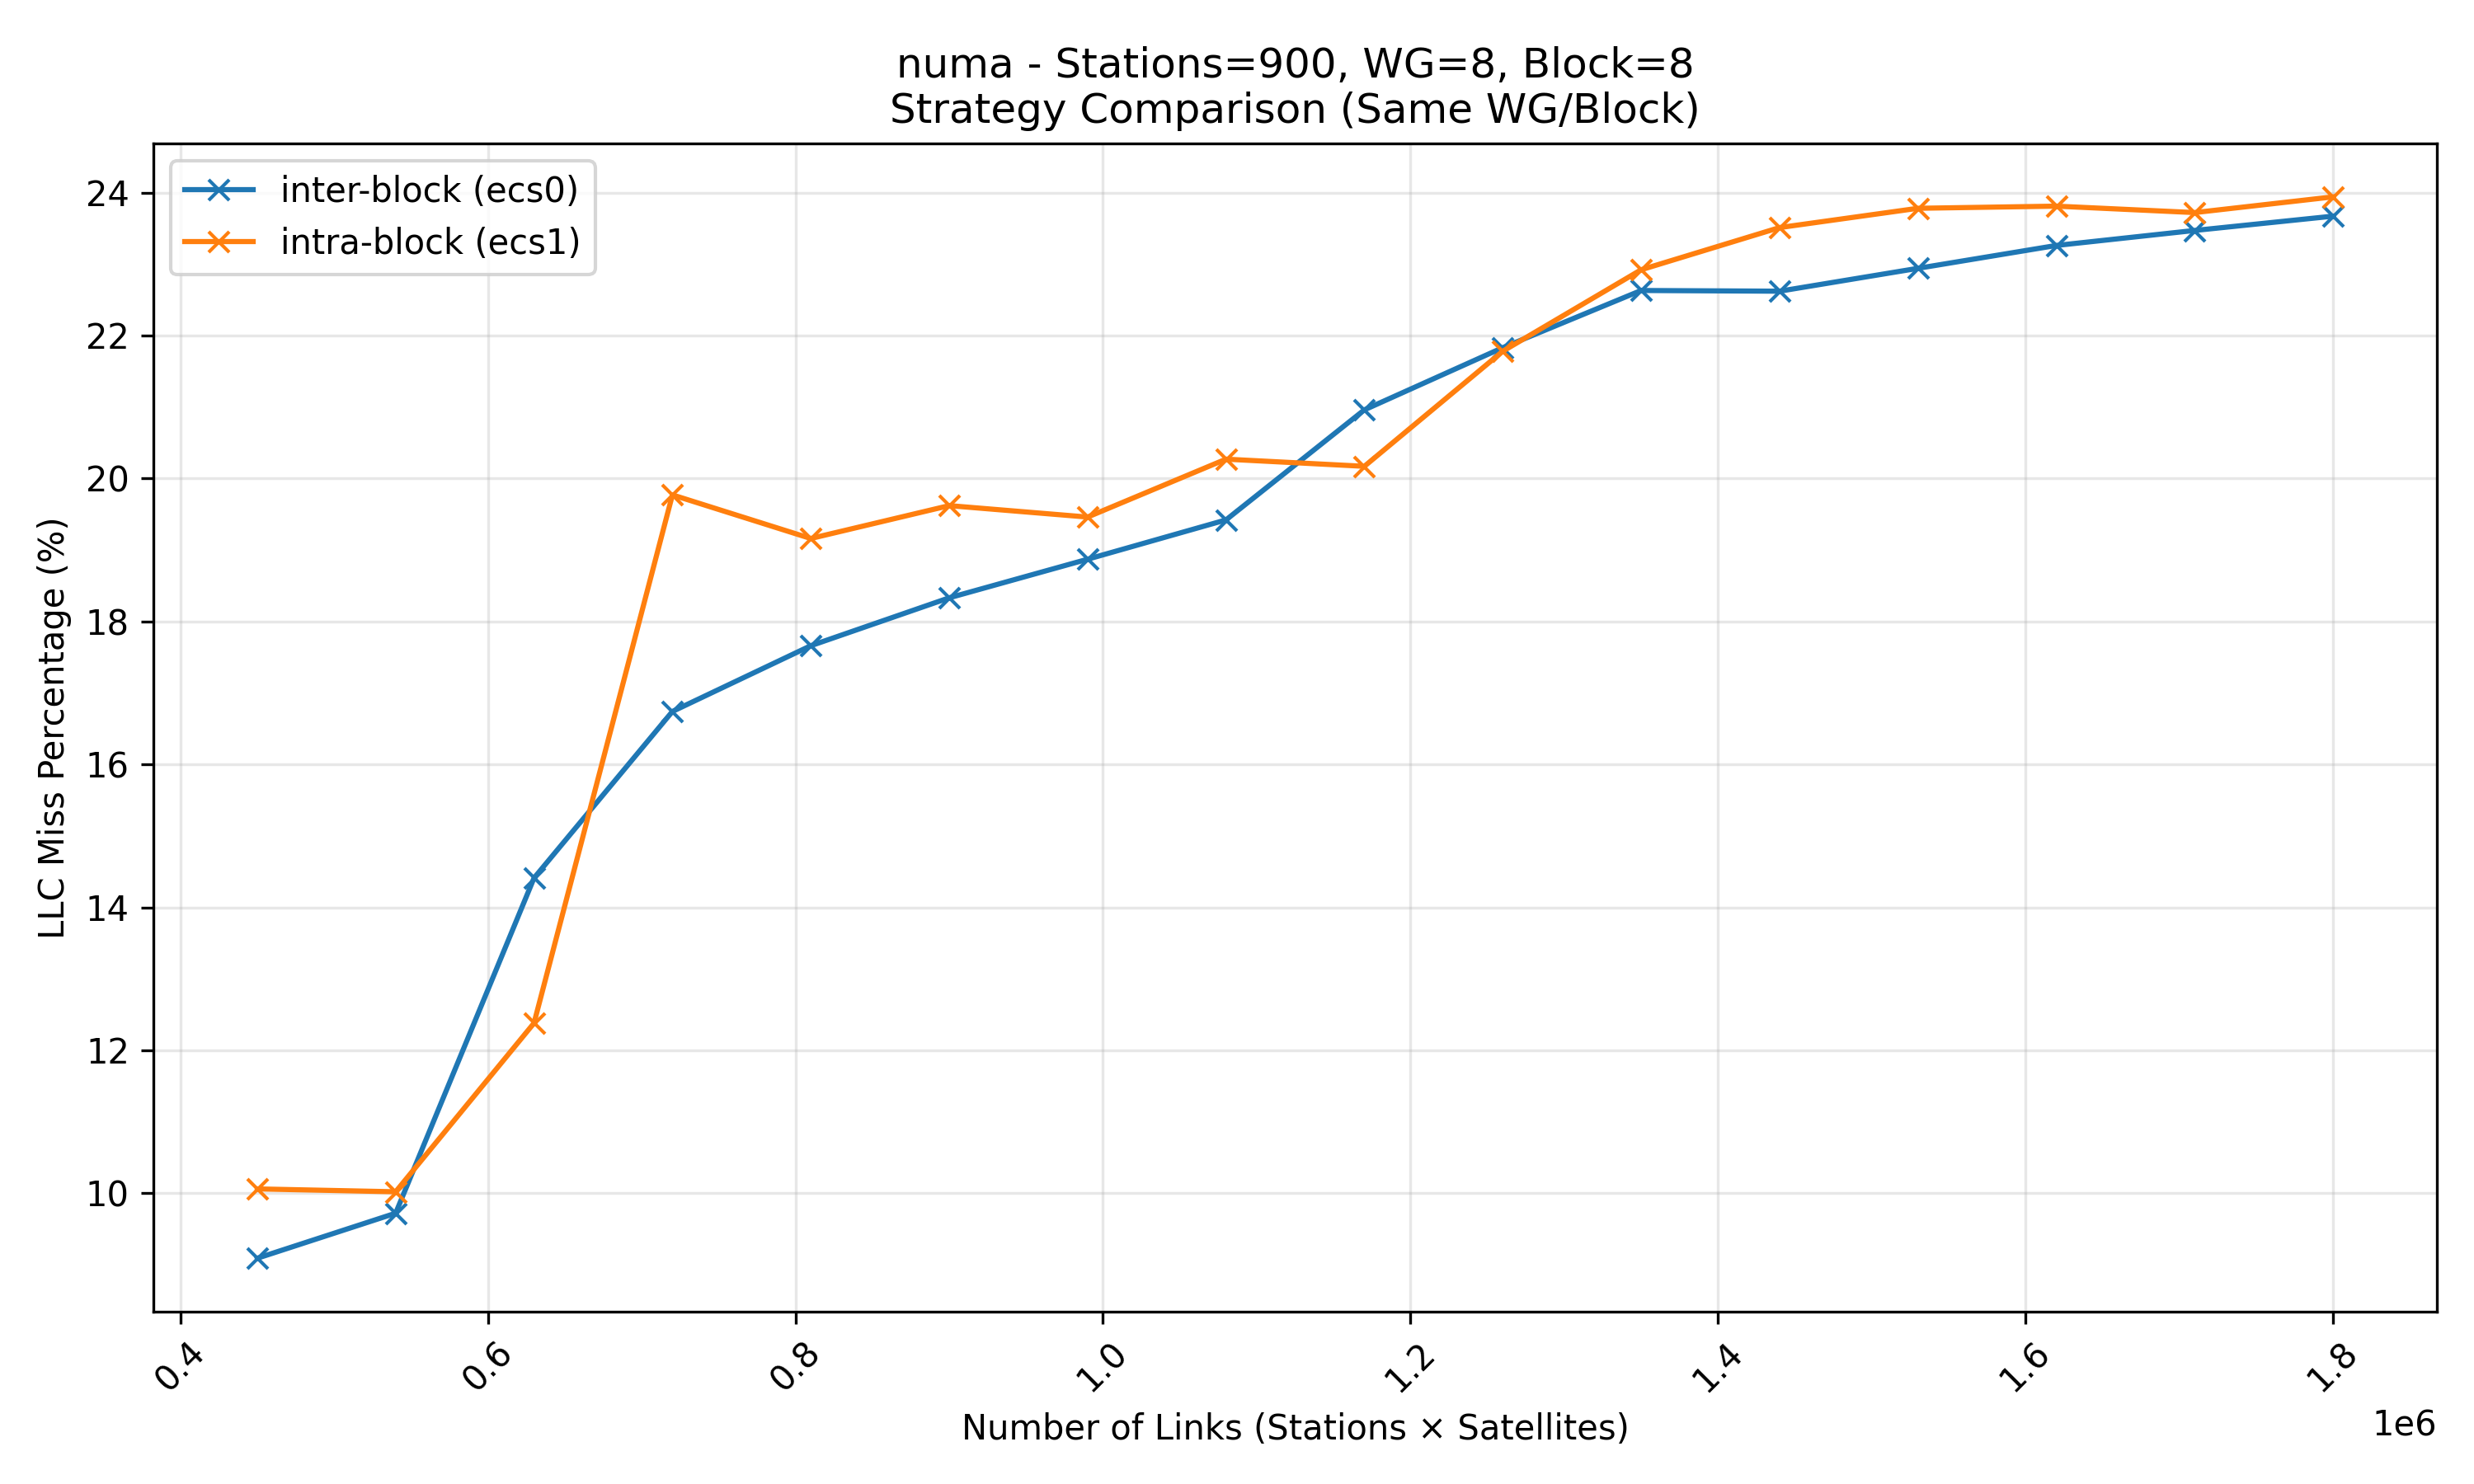 numa - Stations=900, WG=8, Block=8
Strategy Comparison (Same WG/Block)
inter-block (ecs0)
intra-block (ecs1)
LLC Miss Percentage (%)
24
22
20
18
16
14
12
10
0.4
0.6
0.8
1.0
1.2
1.4
1.6
1.8
1e6
Number of Links (Stations × Satellites)